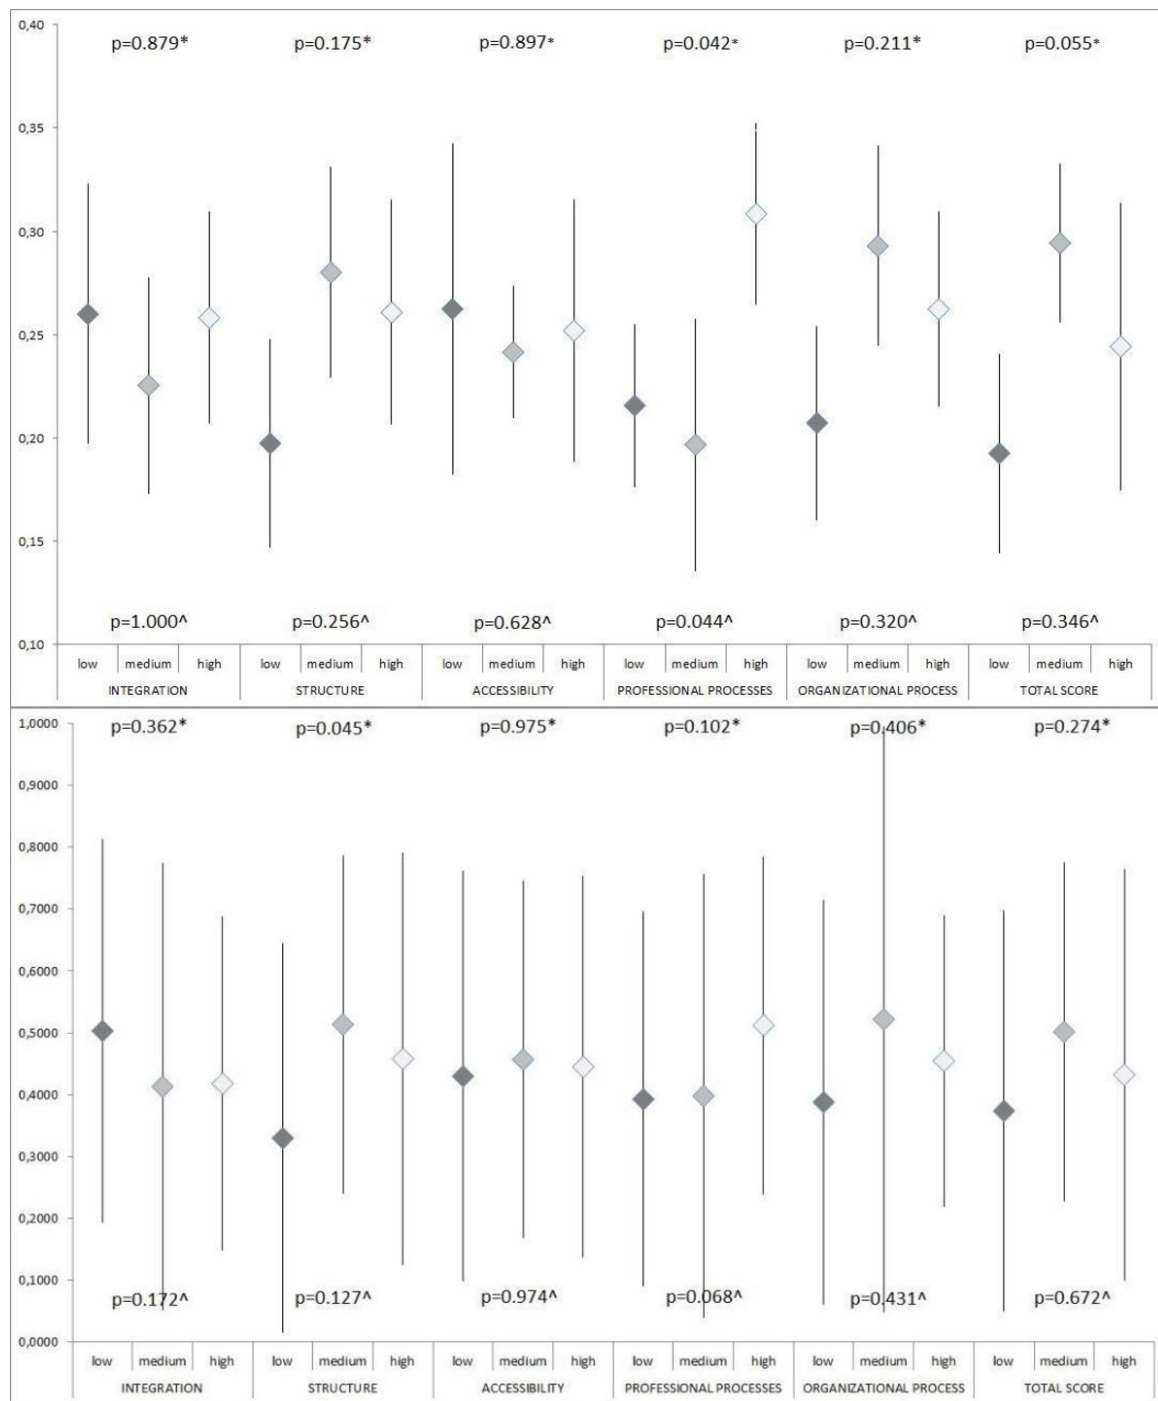 0,40
p=0.879* p=0.175* p=0.897* p=0.042* p=0.211* p=0.055*
0,35
0,30
0,25
0,20
0,15
p=1.000^ p=0.256^ p=0.628^ p=0.044^ p=0.320^ p=0.346^
0,10
low medium high low medium high low medium high low medium high low medium high low medium high
INTEGRATION STRUCTURE ACCESSIBILITY PROFESSIONAL PROCESSES ORGANIZATIONAL PROCESS TOTAL SCORE
1,0000 p=0.362* p=0.045* p=0.975* p=0.102* p=0.406* p=0.274*
0,9000
0,8000
0,7000
0,6000
0,5000
0,4000
0,3000
0,2000
0,1000
p=0.172^ p=0.127^ p=0.974^ p=0.068^ p=0.431^ p=0.672^
0,0000
low medium high low medium high low medium high low medium high low medium high low medium high
INTEGRATION STRUCTURE ACCESSIBILITY PROFESSIONAL PROCESSES ORGANIZATIONAL PROCESS TOTAL SCORE